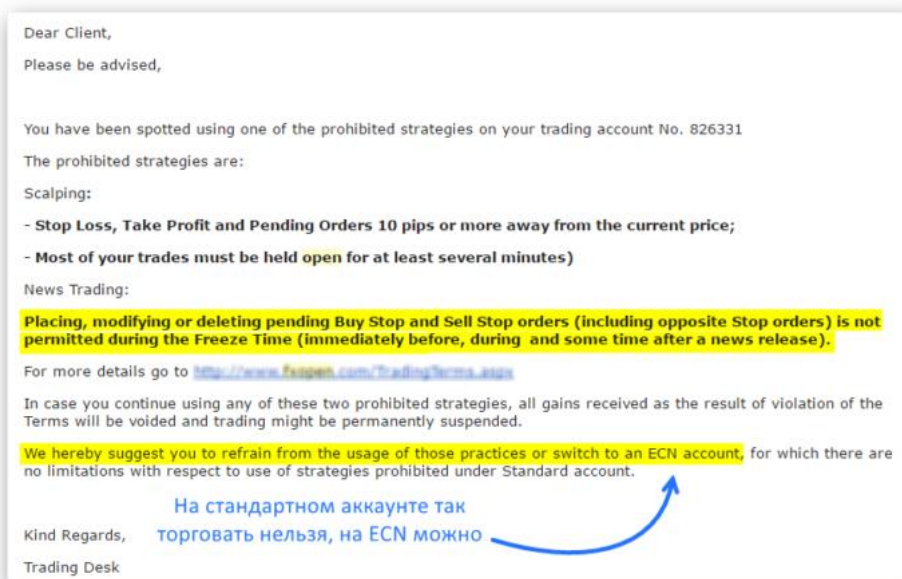 Dear Client,
Please be advised,
You have been spotted using one of the prohibited strategies on your trading account No. 826331
The prohibited strategies are:
Scalping:
- Stop Loss, Take Profit and Pending Orders 10 pips or more away from the current price;
- Most of your trades must be held open for at least several minutes)
News Trading:
Placing, modifying or deleting pending Buy Stop and Sell Stop orders (including opposite Stop orders) is not
permitted during the Freeze Time (immediately before, during and some time after a news release).
For more details go to http://www.fxopen.com/TradingTerms.aspx
In case you continue using any of these two prohibited strategies, all gains received as the result of violation of the
Terms will be voided and trading might be permanently suspended.
We hereby suggest you to refrain from the usage of those practices or switch to an ECN account, for which there are
no limitations with respect to use of strategies prohibited under Standard account.
На стандартном аккаунте так
торговать нельзя, на ECN можно
Kind Regards,
Trading Desk